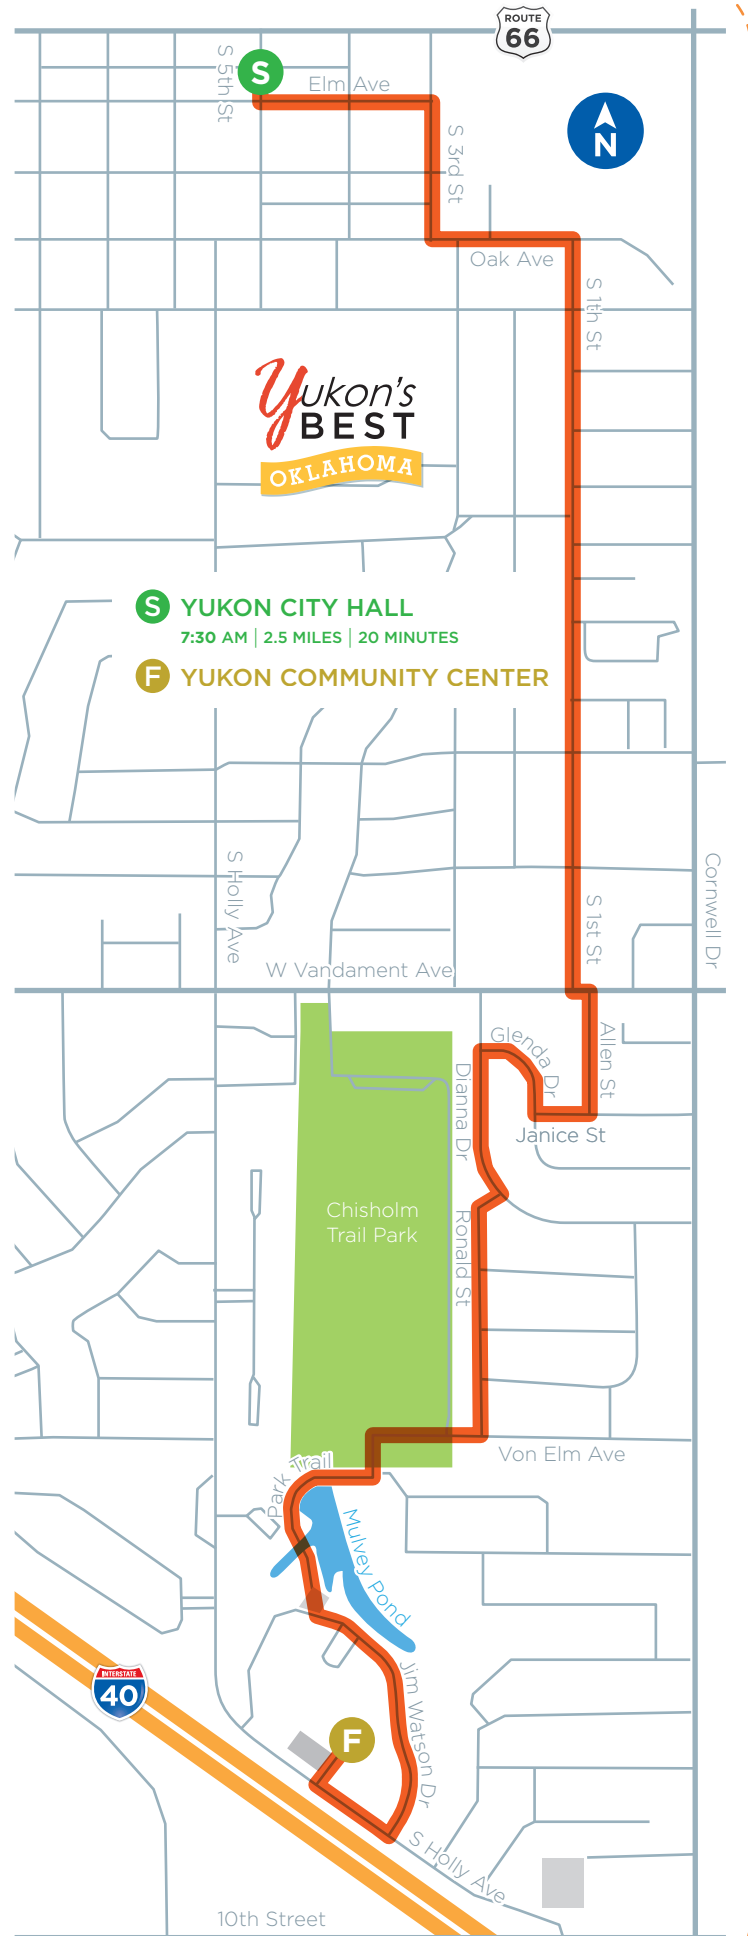 ROUTE
66
S 5th St
S
Elm Ave
N
S 3rd St
Oak Ave
S 1th St
Yukon's
BEST
OKLAHOMA
S YUKON CITY HALL
7:30 AM | 2.5 MILES | 20 MINUTES
F YUKON COMMUNITY CENTER
S Holly Ave
Cornwell Dr
S 1st St
W Vandament Ave
Glenda Dr
Allen St
Dianna Dr
Janice St
Chisholm
Trail Park
Ronald St
Von Elm Ave
Park Trail
Mulvey Pond
INTERSTATE
40
Jim Watson Dr
F
S Holly Ave
10th Street